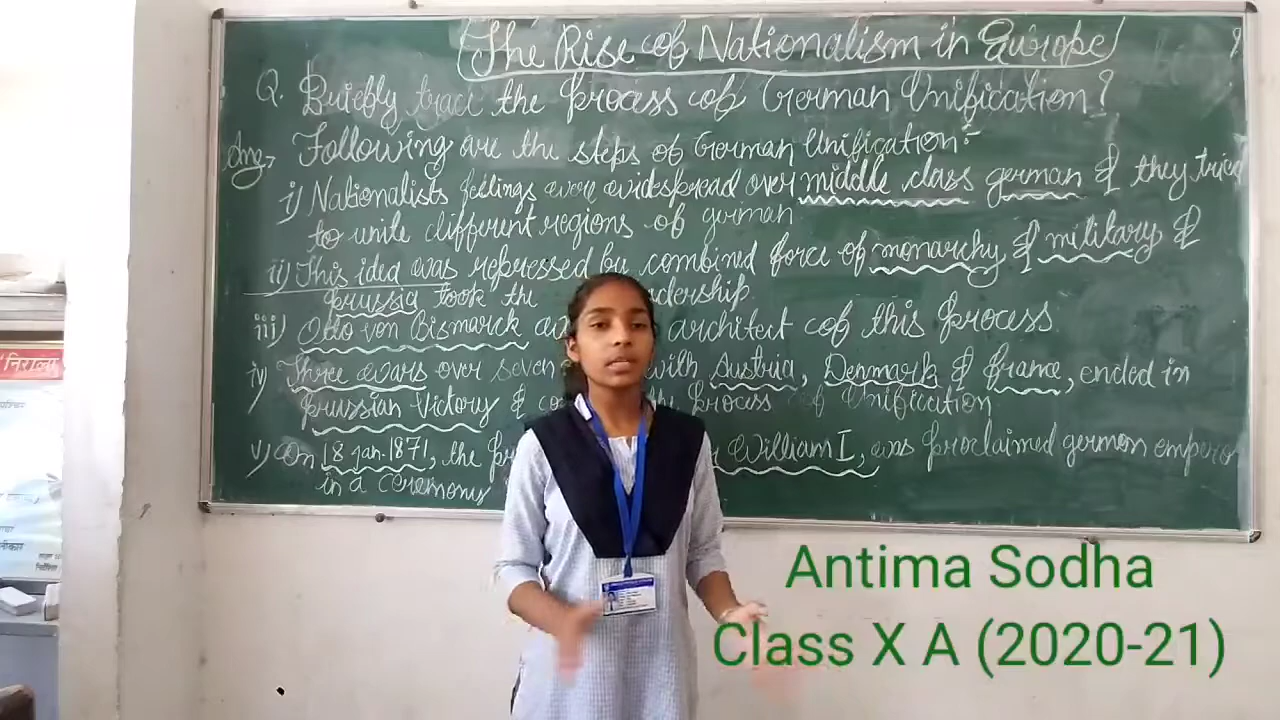 The Rise of Nationalism in Europe
Q. Briefly trace the process of German Unification?
Ans, Following are the steps of German Unification:-
i) Nationalists feelings were widespread over middle class german & they tried
to unite different regions of german.
ii) This idea was repressed by combined force of monarchy & military &
prussia took the leadership.
iii) Otto von Bismarck architect of this process.
iv) Three wars over seven with Austria, Denmark & france, ended in
prussian Victory & process of Unification.
v) On 18 jan. 1871, the William I, was proclaimed german emperor
in a ceremony
निराला
Antima Sodha
Class X A (2020-21)